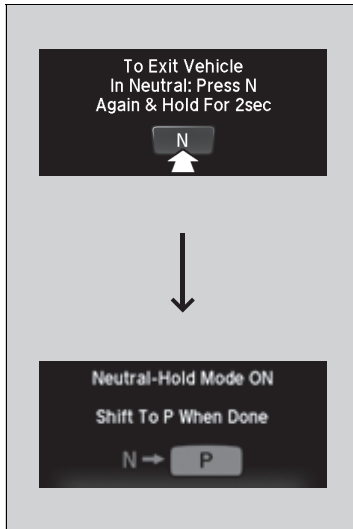 To Exit Vehicle
In Neutral: Press N
Again & Hold For 2sec
N
Neutral-Hold Mode ON
Shift To P When Done
N → P